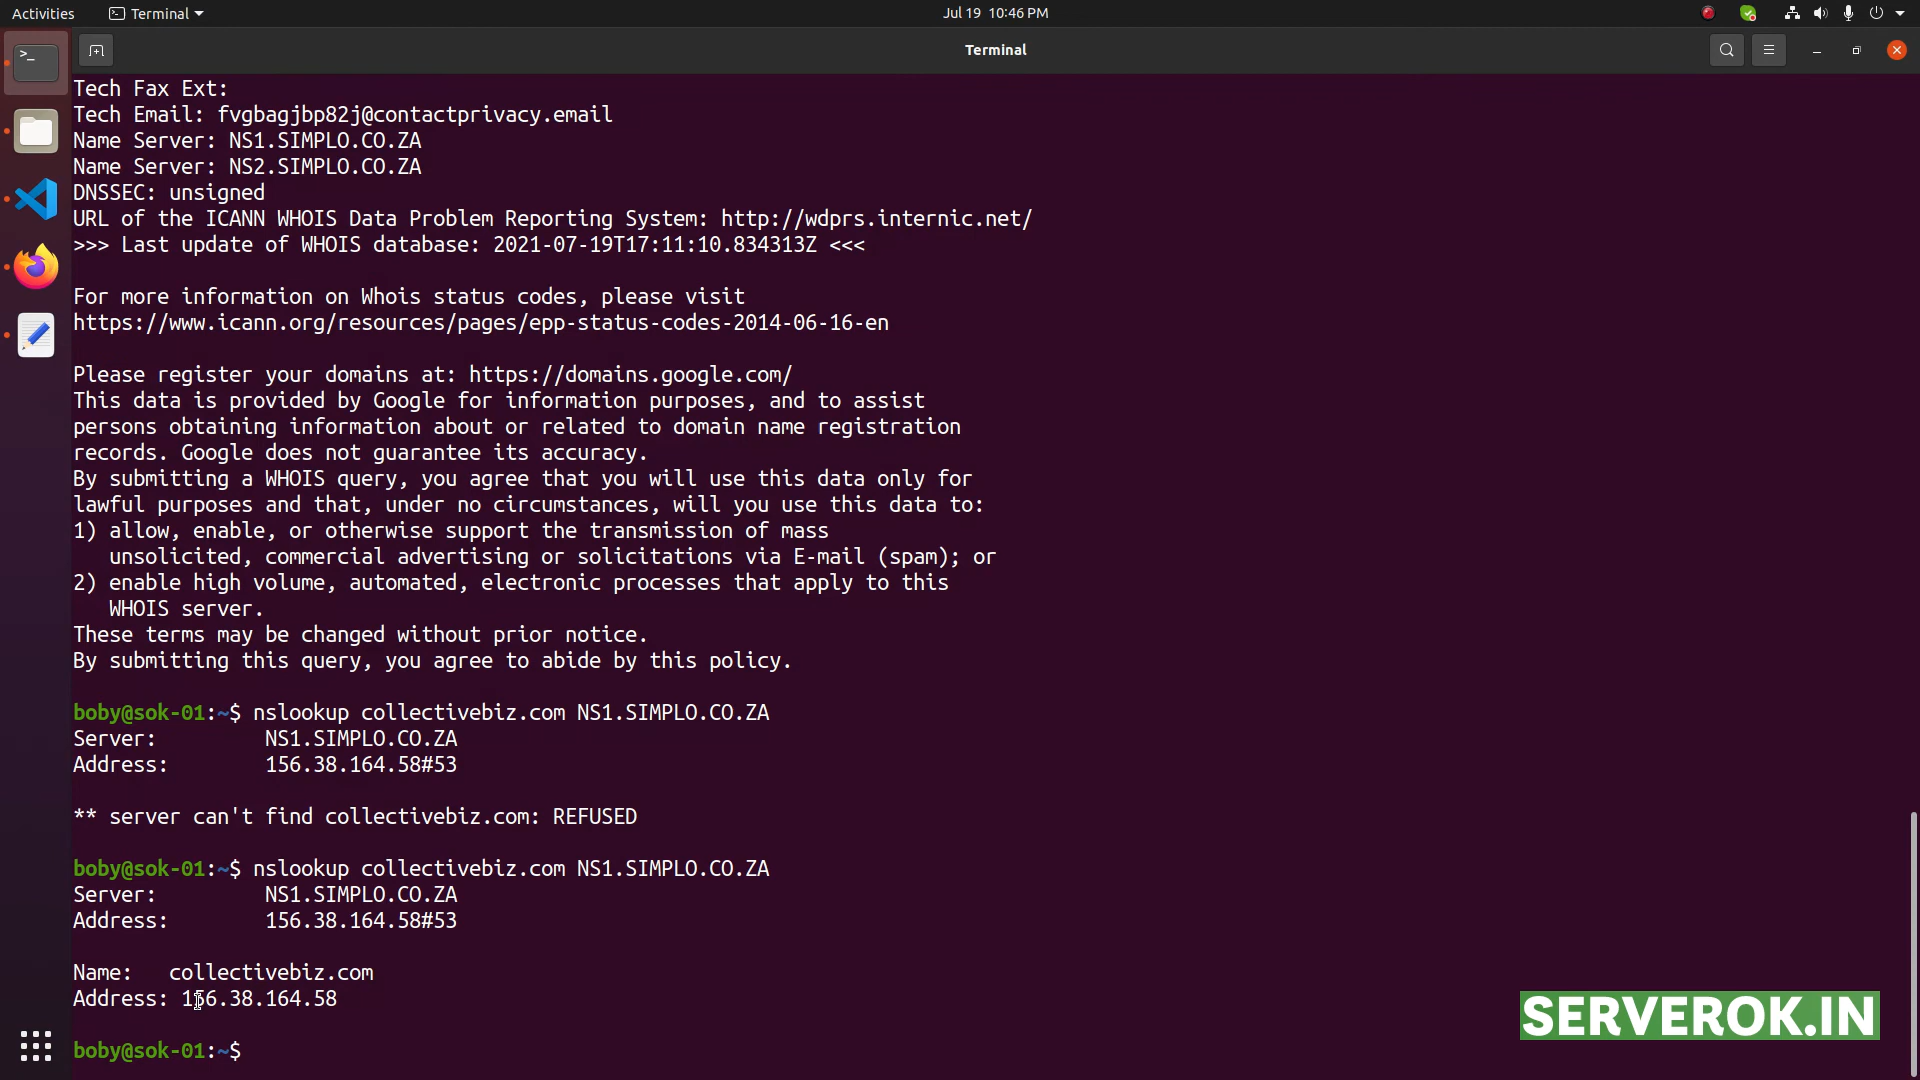 Activities Terminal Jul 19 10:46 PM
Terminal
Tech Fax Ext:
Tech Email: fvgbagjbp82j@contactprivacy.email
Name Server: NS1.SIMPLO.CO.ZA
Name Server: NS2.SIMPLO.CO.ZA
DNSSEC: unsigned
URL of the ICANN WHOIS Data Problem Reporting System: http://wdprs.internic.net/
>>> Last update of WHOIS database: 2021-07-19T17:11:10.834313Z <<<
For more information on Whois status codes, please visit
https://www.icann.org/resources/pages/epp-status-codes-2014-06-16-en
Please register your domains at: https://domains.google.com/
This data is provided by Google for information purposes, and to assist
persons obtaining information about or related to domain name registration
records. Google does not guarantee its accuracy.
By submitting a WHOIS query, you agree that you will use this data only for
lawful purposes and that, under no circumstances, will you use this data to:
1) allow, enable, or otherwise support the transmission of mass
unsolicited, commercial advertising or solicitations via E-mail (spam); or
2) enable high volume, automated, electronic processes that apply to this
WHOIS server.
These terms may be changed without prior notice.
By submitting this query, you agree to abide by this policy.
boby@sok-01:~$ nslookup collectivebiz.com NS1.SIMPLO.CO.ZA
Server: NS1.SIMPLO.CO.ZA
Address: 156.38.164.58#53
** server can't find collectivebiz.com: REFUSED
boby@sok-01:~$ nslookup collectivebiz.com NS1.SIMPLO.CO.ZA
Server: NS1.SIMPLO.CO.ZA
Address: 156.38.164.58#53
Name: collectivebiz.com
Address: 156.38.164.58
boby@sok-01:~$
SERVEROK.IN